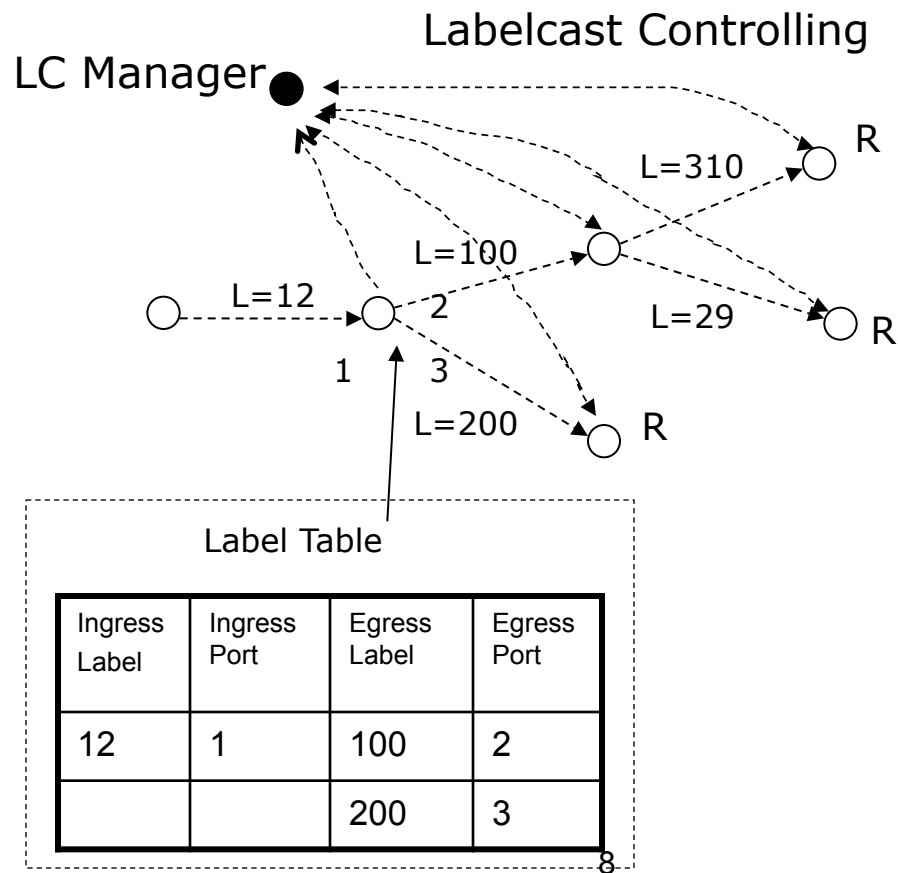 Labelcast Controlling
LC Manager
R
L=310
L=100
L=12
2
L=29
R
1
3
L=200
R
Label Table
Ingress Label
Ingress Port
Egress Label
Egress Port
12
1
100
2
200
3
8